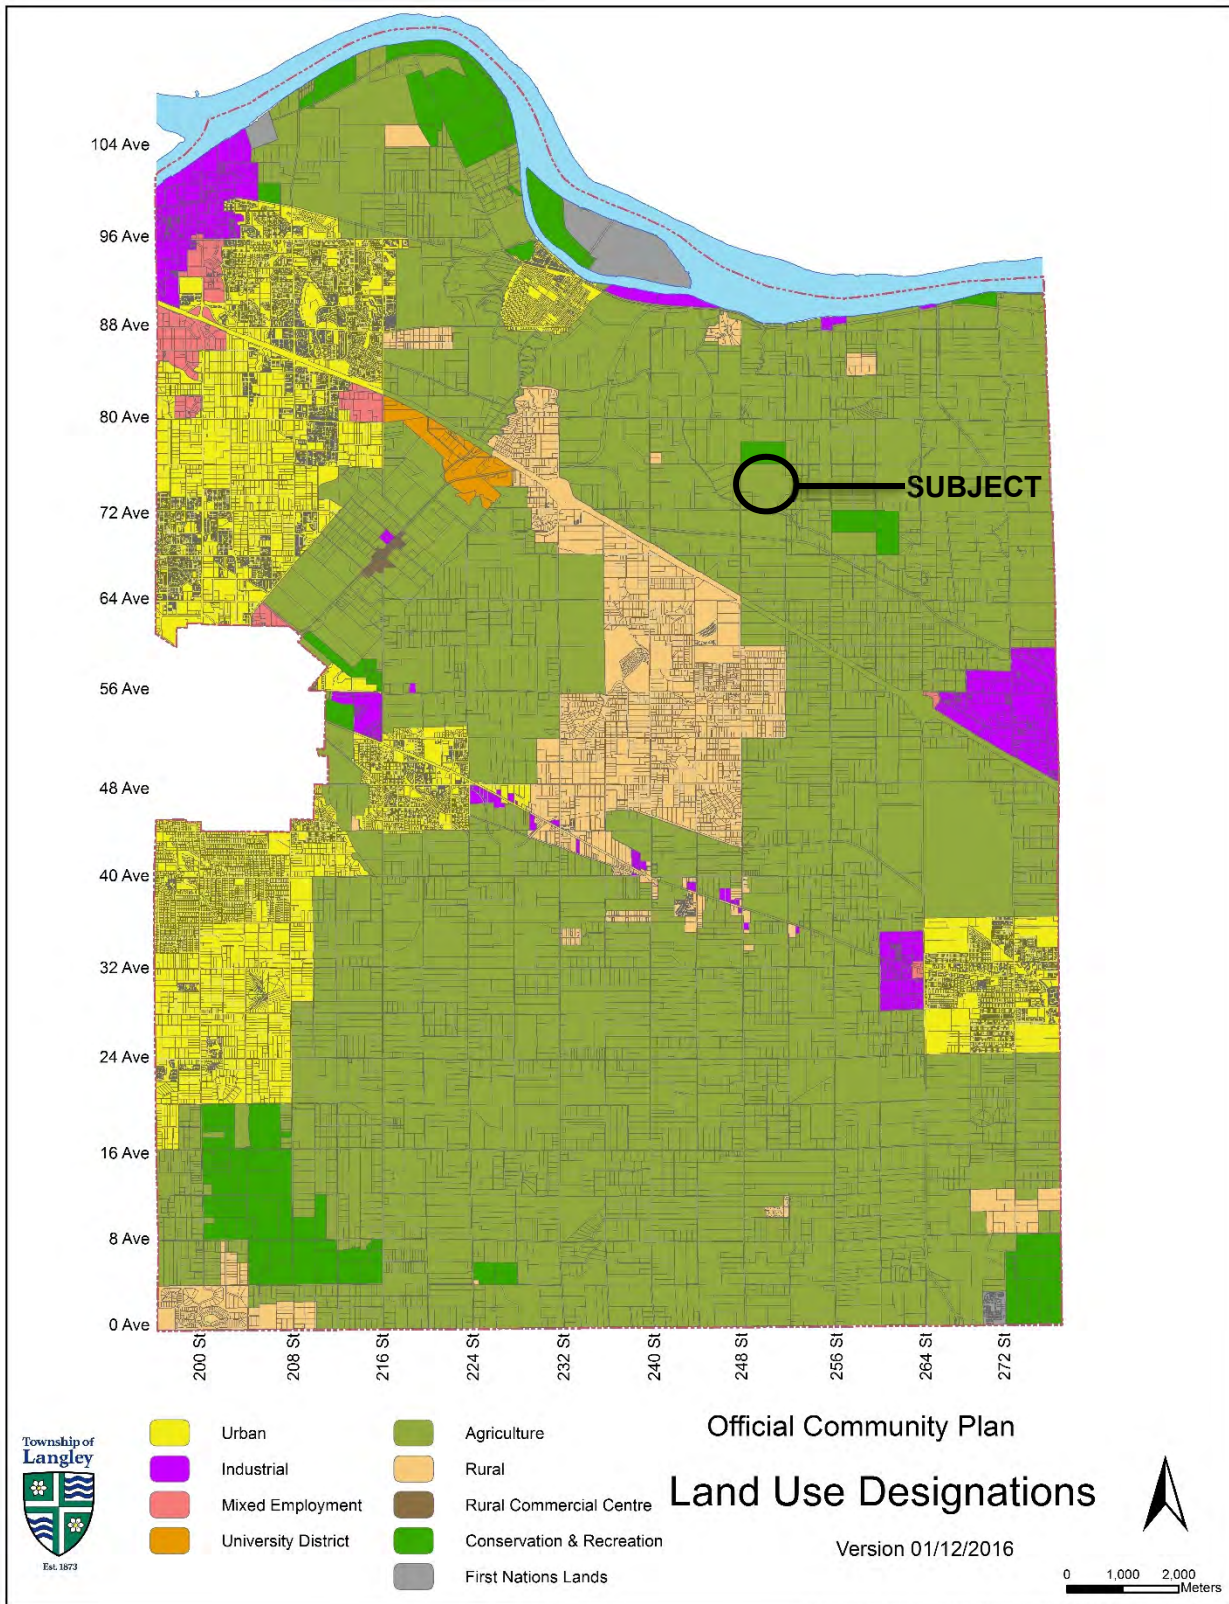 104 Ave
96 Ave
88 Ave
80 Ave
SUBJECT
72 Ave
64 Ave
56 Ave
48 Ave
40 Ave
32 Ave
24 Ave
16 Ave
8 Ave
0 Ave
200 St
208 St
216 St
224 St
232 St
240 St
248 St
256 St
264 St
272 St
Township of
Langley
Est. 1873
Urban
Industrial
Mixed Employment
University District
Agriculture
Rural
Rural Commercial Centre
Conservation & Recreation
First Nations Lands
Official Community Plan
Land Use Designations
Version 01/12/2016
0 1,000 2,000
Meters